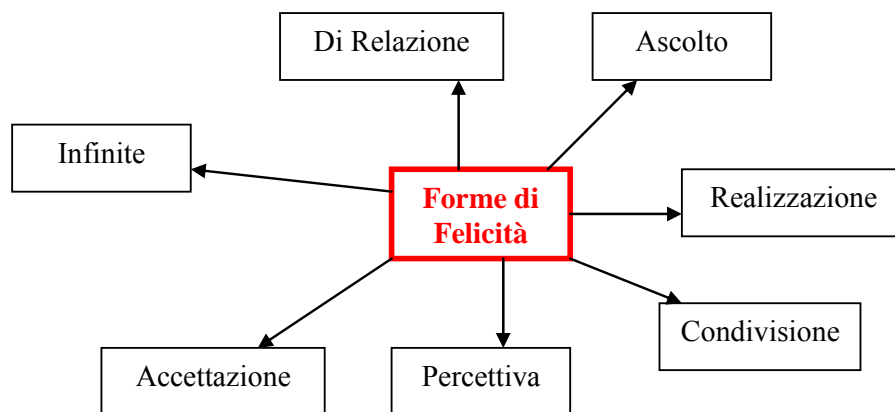 Di Relazione
Ascolto
Infinite
Forme di
Felicità
Realizzazione
Condivisione
Accettazione
Percettiva